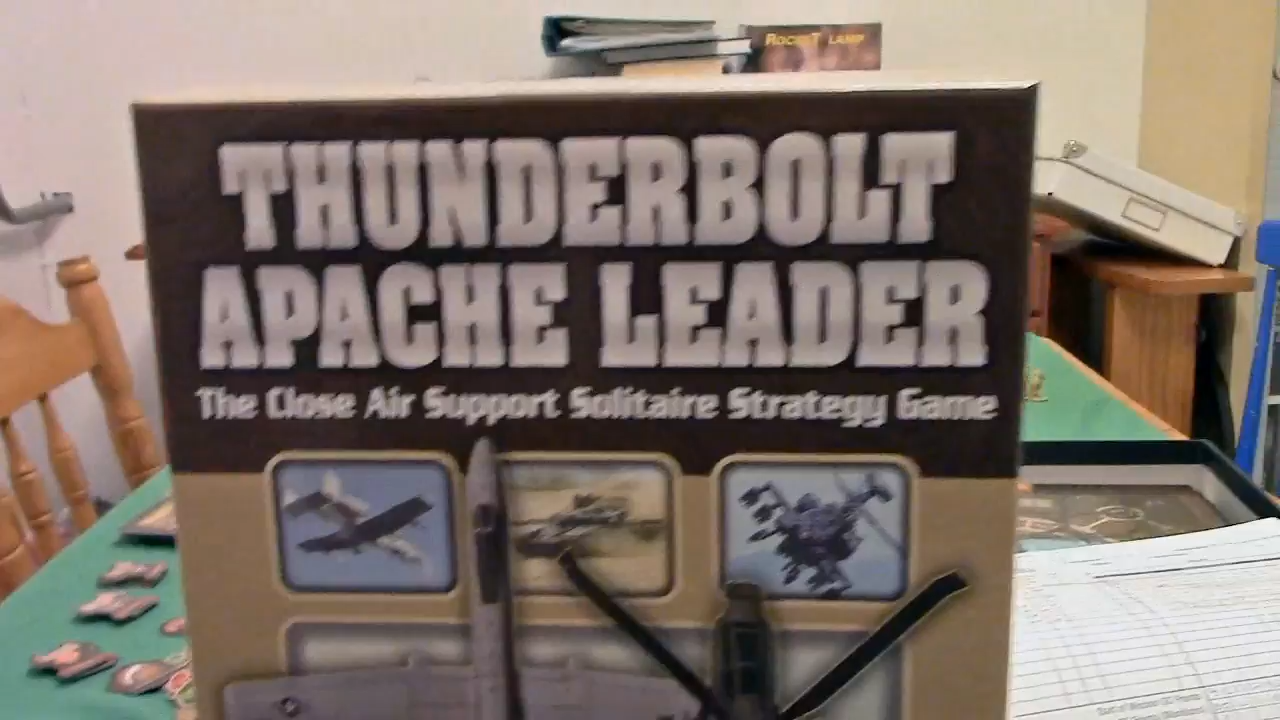 ROCKET LAMP
THUNDERBOLT
APACHE LEADER
The Close Air Support Solitaire Strategy Game